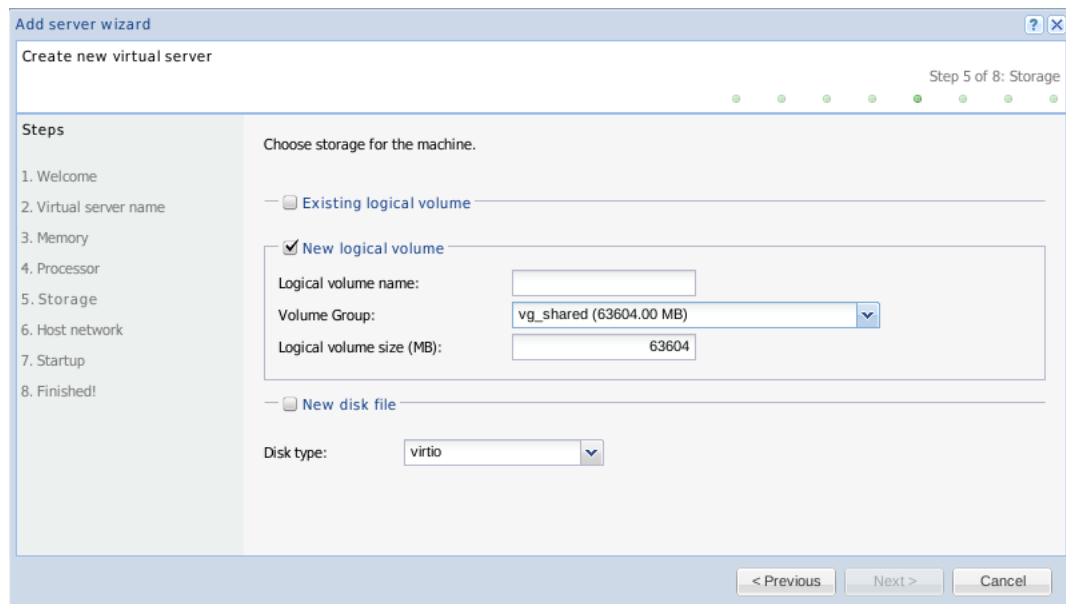 Add server wizard
Create new virtual server
Step 5 of 8: Storage
Steps
1. Welcome
2. Virtual server name
3. Memory
4. Processor
5. Storage
6. Host network
7. Startup
8. Finished!
Choose storage for the machine.
Existing logical volume
New logical volume
Logical volume name:
Volume Group: vg_shared (63604.00 MB)
Logical volume size (MB): 63604
New disk file
Disk type: virtio
< Previous Next > Cancel